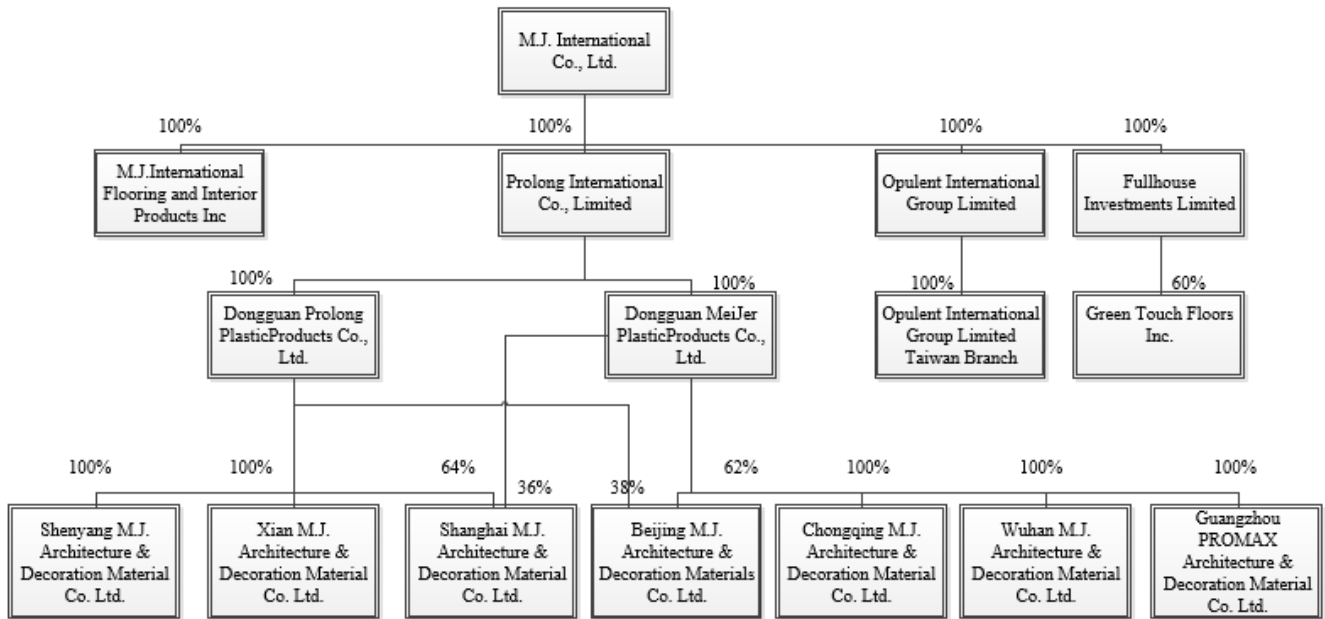 M.J. International
Co., Ltd.
100%
100%
100%
100%
M.J.International
Flooring and Interior
Products Inc
Prolong International
Co., Limited
Opulent International
Group Limited
Fullhouse
Investments Limited
100%
100%
100%
60%
Dongguan Prolong
PlasticProducts Co.,
Ltd.
Dongguan MeiJer
PlasticProducts Co.,
Ltd.
Opulent International
Group Limited
Taiwan Branch
Green Touch Floors
Inc.
100%
100%
64%
36%
38%
62%
100%
100%
100%
Shenyang M.J.
Architecture &
Decoration Material
Co. Ltd.
Xian M.J.
Architecture &
Decoration Material
Co. Ltd.
Shanghai M.J.
Architecture &
Decoration Material
Co. Ltd.
Beijing M.J.
Architecture &
Decoration Materials
Co. Ltd.
Chongqing M.J.
Architecture &
Decoration Material
Co. Ltd.
Wuhan M.J.
Architecture &
Decoration Material
Co. Ltd.
Guangzhou
PROMAX
Architecture &
Decoration Material
Co. Ltd.